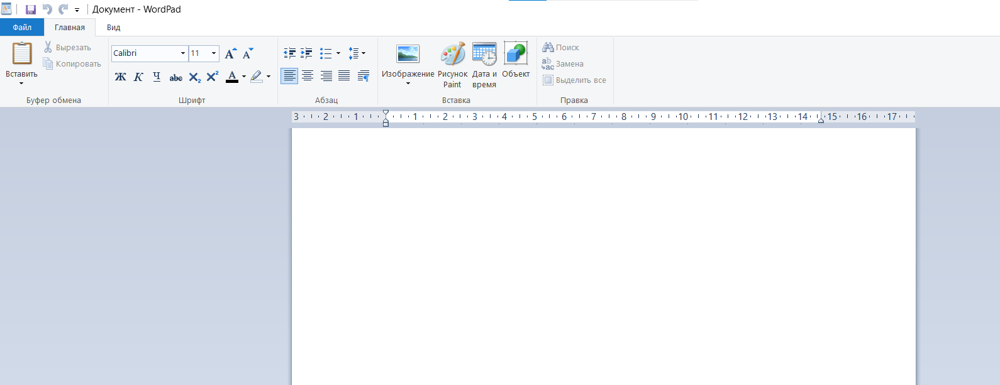 Документ - WordPad
Файл Главная Вид
Вставить
Вырезать
Копировать
Буфер обмена
Calibri 11
Ж К Ч abc X₂ X² А
Шрифт
Абзац
Изображение
Рисунок Paint
Дата и время
Объект
Вставка
Поиск
Замена
Выделить все
Правка
3 2 1 1 2 3 4 5 6 7 8 9 10 11 12 13 14 15 16 17